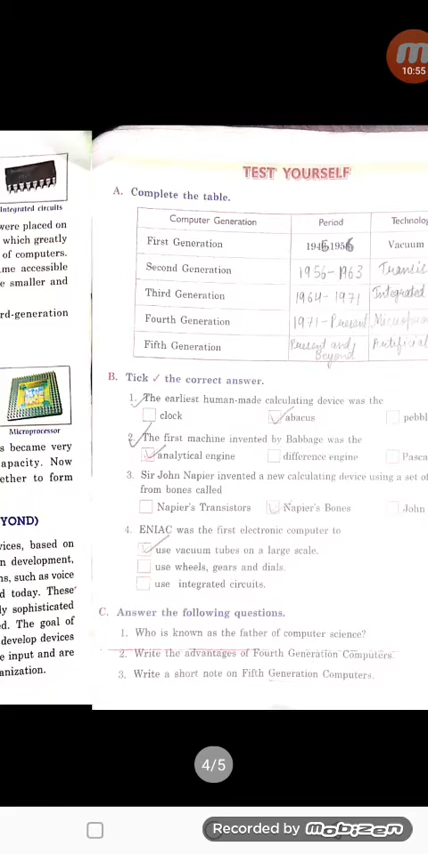 10:55
Integrated circuits
were placed on
which greatly
of computers.
me accessible
e smaller and
rd-generation
Microprocessor
s became very
apacity. Now
ether to form
YOND)
vices, based on
n development,
ns, such as voice
d today. These
ly sophisticated
ed. The goal of
develop devices
e input and are
anization.
TEST YOURSELF
A. Complete the table.
Computer Generation Period Technolog
First Generation 1945 1956 Vacuum
Second Generation 1956-1963 Transis
Third Generation 1964-1971 Integrated
Fourth Generation 1971-Present Micropro
Fifth Generation Present and Beyond Artificial
B. Tick ✓ the correct answer.
1. The earliest human-made calculating device was the
clock abacus pebbl
2. The first machine invented by Babbage was the
analytical engine difference engine Pasca
3. Sir John Napier invented a new calculating device using a set of
from bones called
Napier's Transistors Napier's Bones John
4. ENIAC was the first electronic computer to
use vacuum tubes on a large scale.
use wheels, gears and dials.
use integrated circuits.
C. Answer the following questions.
1. Who is known as the father of computer science?
2. Write the advantages of Fourth Generation Computers.
3. Write a short note on Fifth Generation Computers.
4/5
Recorded by MOBIZEN